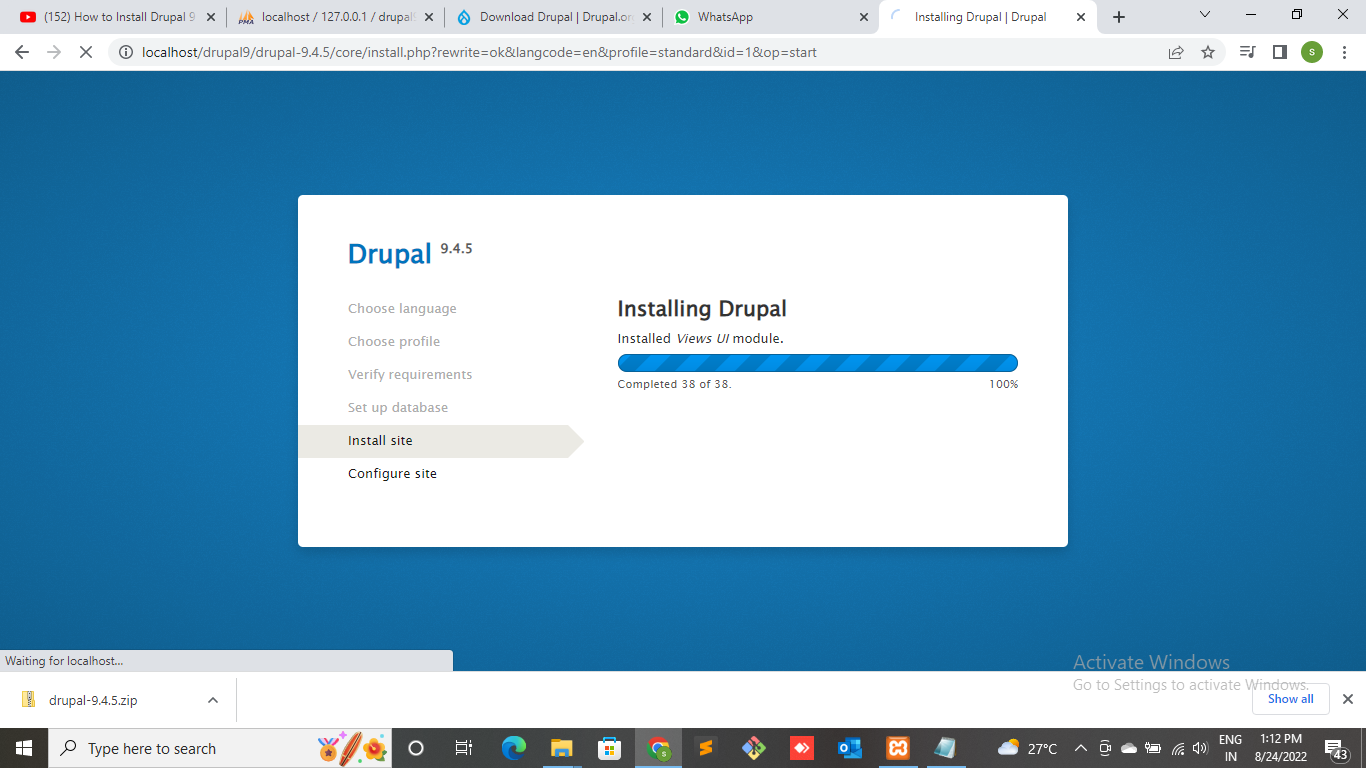 (152) How to Install Drupal 9
localhost / 127.0.0.1 / drupal9
Download Drupal | Drupal.or
WhatsApp
Installing Drupal | Drupal
localhost/drupal9/drupal-9.4.5/core/install.php?rewrite=ok&langcode=en&profile=standard&id=1&op=start
S
Drupal 9.4.5
Choose language
Choose profile
Verify requirements
Set up database
Install site
Configure site
Installing Drupal
Installed Views UI module.
Completed 38 of 38.
100%
Waiting for localhost...
Activate Windows
Go to Settings to activate Windows.
drupal-9.4.5.zip
Show all
Type here to search
27°C
ENG
IN
1:12 PM
8/24/2022
43